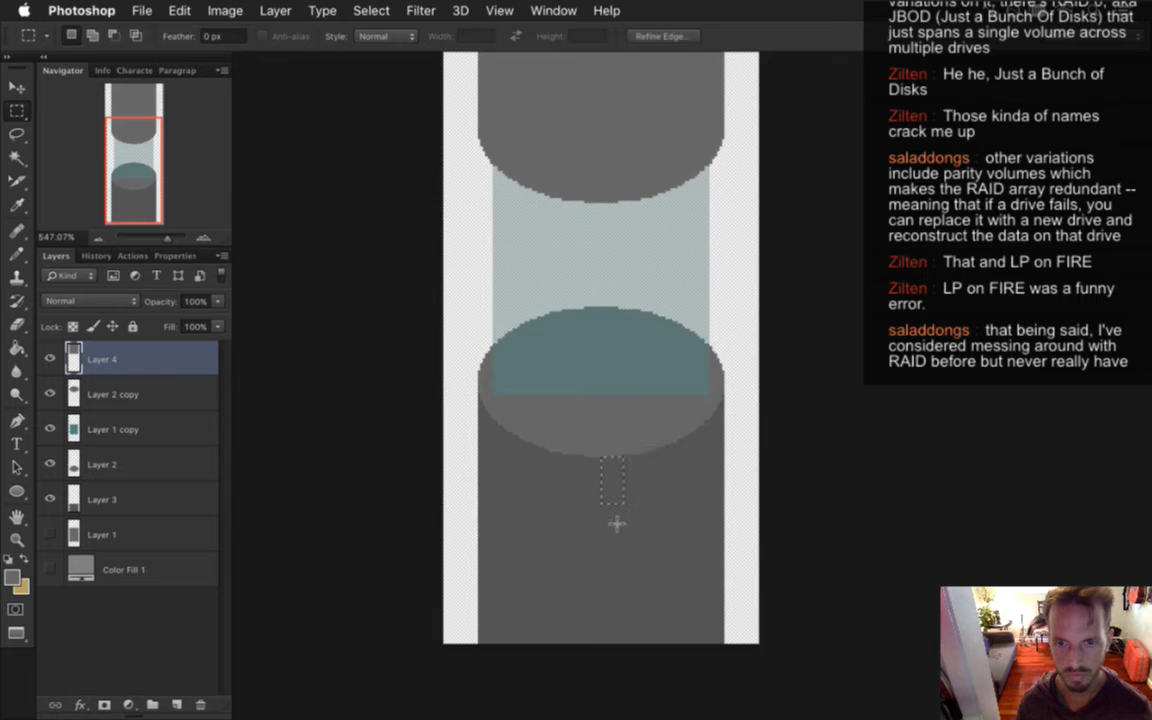 Photoshop File Edit Image Layer Type Select Filter 3D View Window Help
Feather: 0 px Anti-alias Style: Normal Width: Height: Refine Edge...
Navigator Info Characte Paragrap
547.07%
Layers History Actions Properties
Kind
Normal Opacity: 100%
Lock: Fill: 100%
Layer 4
Layer 2 copy
Layer 1 copy
Layer 2
Layer 3
Layer 1
Color Fill 1
JBOD (Just a Bunch Of Disks) that
just spans a single volume across
multiple drives
Zilten : He he, Just a Bunch of
Disks
Zilten : Those kinda of names
crack me up
saladdongs : other variations
include parity volumes which
makes the RAID array redundant --
meaning that if a drive fails, you
can replace it with a new drive and
reconstruct the data on that drive
Zilten : That and LP on FIRE
Zilten : LP on FIRE was a funny
error.
saladdongs : that being said, I've
considered messing around with
RAID before but never really have